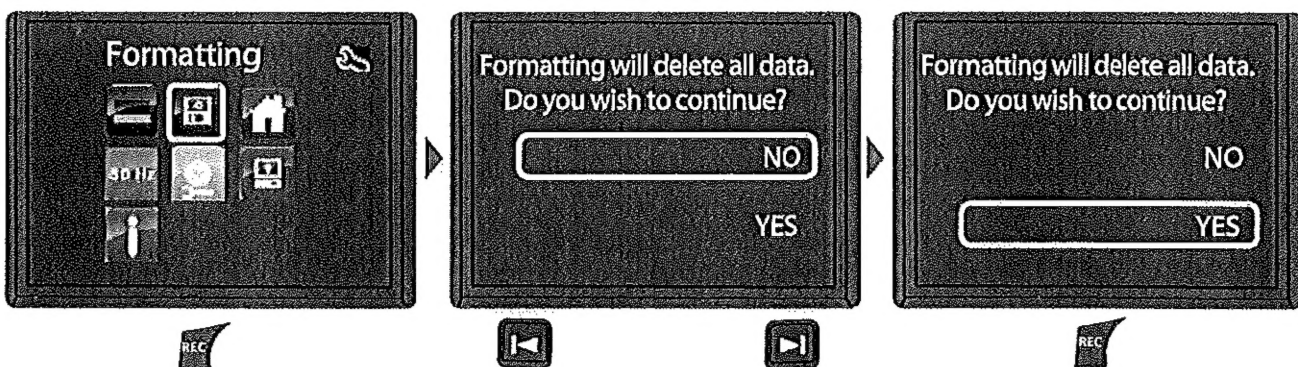 Formatting
50 Hz
REC
Formatting will delete all data.
Do you wish to continue?
NO
YES
Formatting will delete all data.
Do you wish to continue?
NO
YES
REC